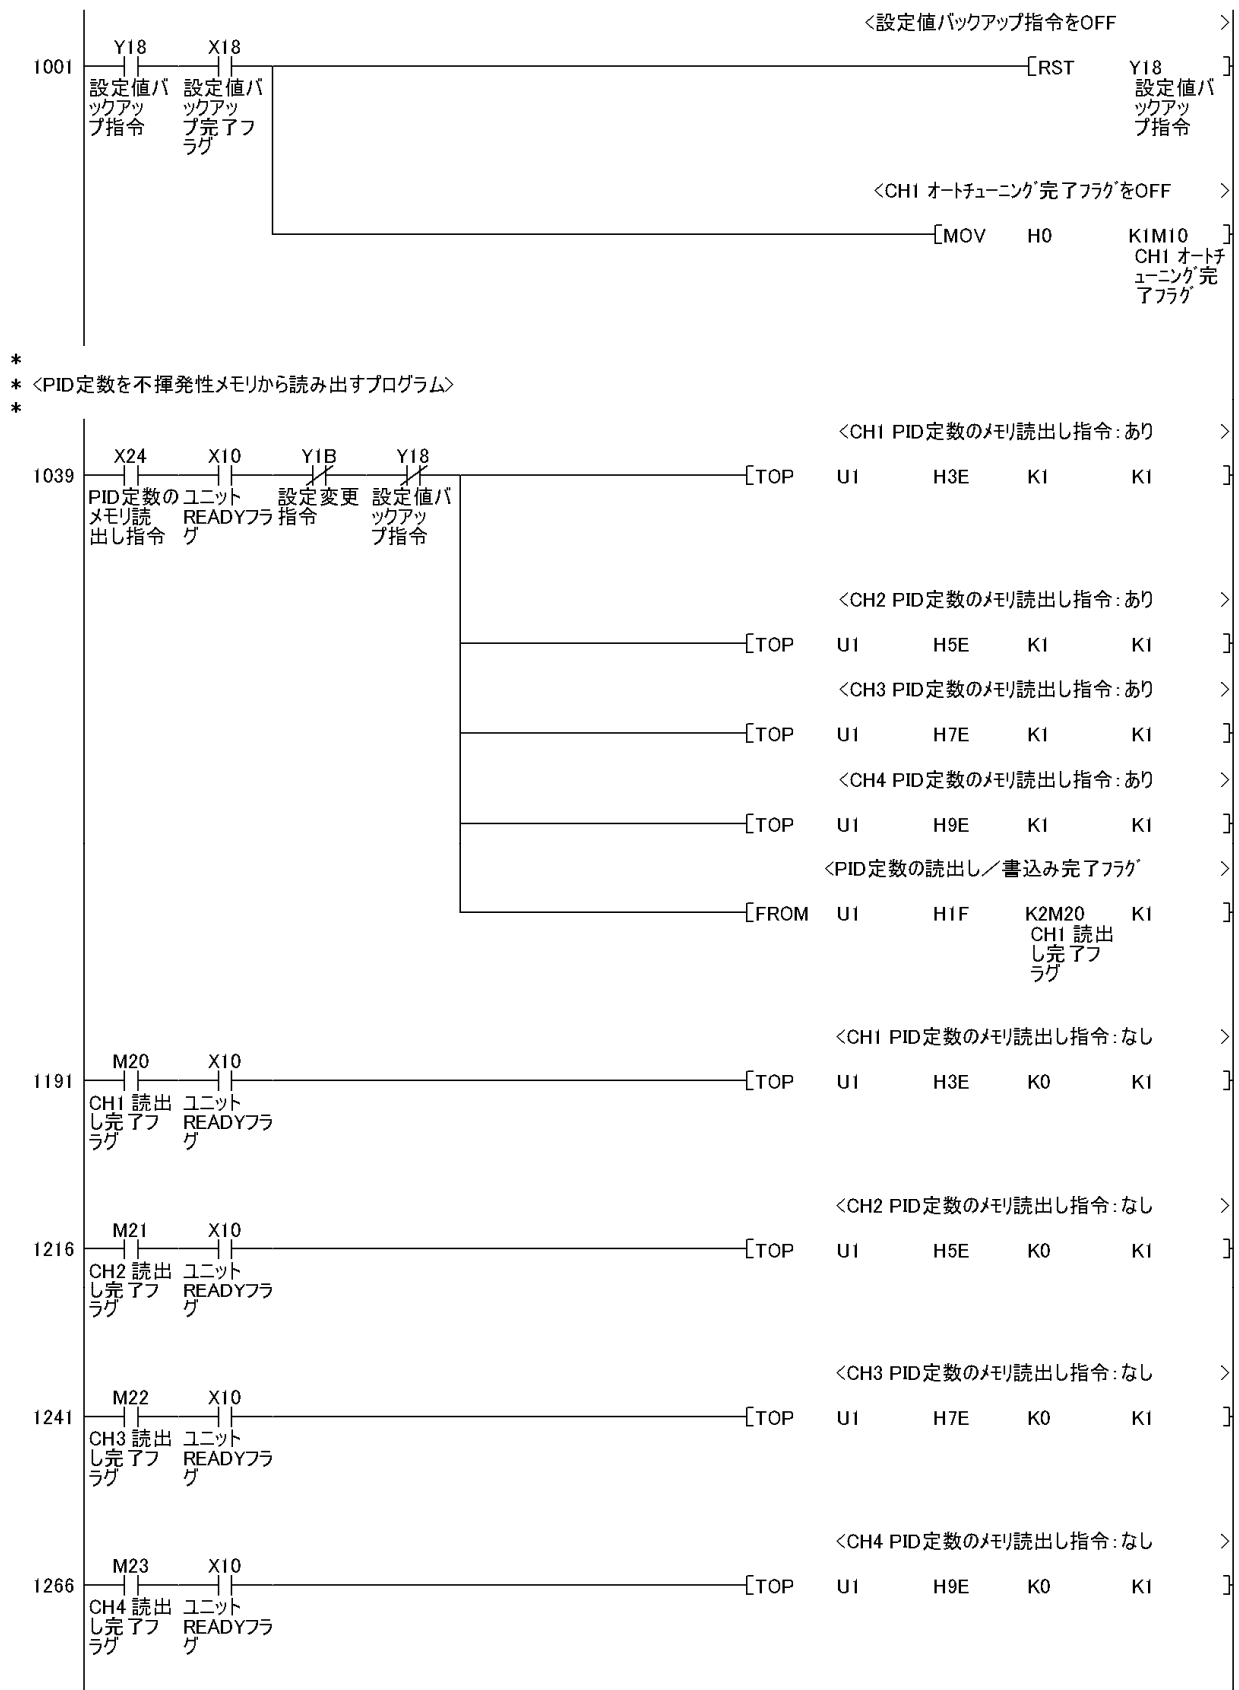 <設定値バックアップ指令をOFF >
Y18 X18
1001 [RST Y18 ]
設定値バ 設定値バ 設定値バ
ックアッ ックアッ ックアッ
プ指令 プ完了フ プ指令
ラグ
<CH1 ｵｰﾄﾁｭｰﾆﾝｸﾞ完了ﾌﾗｸﾞをOFF >
[MOV H0 K1M10 ]
CH1 ｵｰﾄﾁ
ｭｰﾆﾝｸﾞ完
了ﾌﾗｸﾞ
*
* <PID定数を不揮発性メモリから読み出すプログラム>
*
<CH1 PID定数のﾒﾓﾘ読出し指令:あり >
X24 X10 Y1B Y18
1039 [TOP U1 H3E K1 K1 ]
PID定数の ユニット 設定変更 設定値バ
メモリ読 READYフラ 指令 ックアッ
出し指令 グ プ指令
<CH2 PID定数のﾒﾓﾘ読出し指令:あり >
[TOP U1 H5E K1 K1 ]
<CH3 PID定数のﾒﾓﾘ読出し指令:あり >
[TOP U1 H7E K1 K1 ]
<CH4 PID定数のﾒﾓﾘ読出し指令:あり >
[TOP U1 H9E K1 K1 ]
<PID定数の読出し／書込み完了ﾌﾗｸﾞ >
[FROM U1 H1F K2M20 K1 ]
CH1 読出
し完了フ
ラグ
<CH1 PID定数のﾒﾓﾘ読出し指令:なし >
M20 X10
1191 [TOP U1 H3E K0 K1 ]
CH1 読出 ユニット
し完了フ READYフラ
ラグ グ
<CH2 PID定数のﾒﾓﾘ読出し指令:なし >
M21 X10
1216 [TOP U1 H5E K0 K1 ]
CH2 読出 ユニット
し完了フ READYフラ
ラグ グ
<CH3 PID定数のﾒﾓﾘ読出し指令:なし >
M22 X10
1241 [TOP U1 H7E K0 K1 ]
CH3 読出 ユニット
し完了フ READYフラ
ラグ グ
<CH4 PID定数のﾒﾓﾘ読出し指令:なし >
M23 X10
1266 [TOP U1 H9E K0 K1 ]
CH4 読出 ユニット
し完了フ READYフラ
ラグ グ